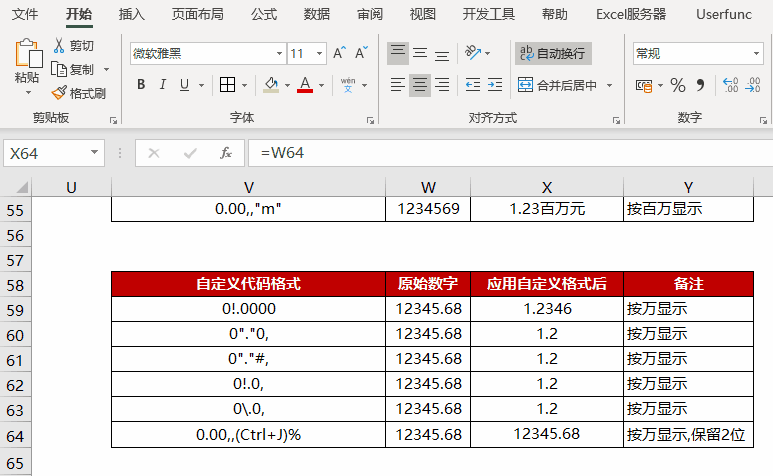 文件 开始 插入 页面布局 公式 数据 审阅 视图 开发工具 帮助 Excel服务器 Userfunc
粘贴 剪切 复制 格式刷
微软雅黑 11 A A
B I U A wén 文
ab 自动换行
合并后居中
常规
% , .00
剪贴板 字体 对齐方式 数字
X64 fx =W64
U V W X Y
55 0.00,,"m" 1234569 1.23百万元 按百万显示
56
57
58 自定义代码格式 原始数字 应用自定义格式后 备注
59 0!.0000 12345.68 1.2346 按万显示
60 0"."0, 12345.68 1.2 按万显示
61 0"."#, 12345.68 1.2 按万显示
62 0!.0, 12345.68 1.2 按万显示
63 0\.0, 12345.68 1.2 按万显示
64 0.00,,(Ctrl+J)% 12345.68 12345.68 按万显示,保留2位
65